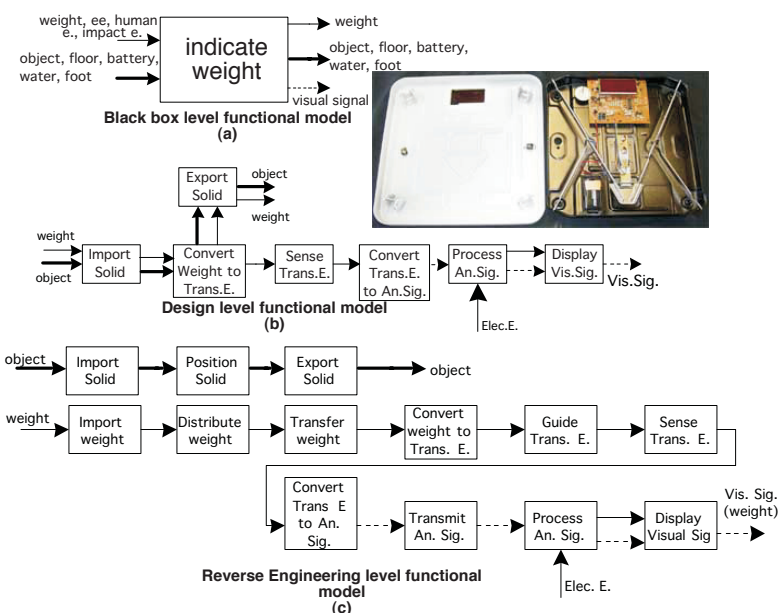 weight, ee, human
e., impact e.
object, floor, battery,
water, foot
indicate
weight
weight
object, floor, battery,
water, foot
visual signal
Black box level functional model
(a)
Export
Solid
object
weight
weight
object
Import
Solid
Convert
Weight to
Trans.E.
Sense
Trans.E.
Convert
Trans.E
to An.Sig.
Process
An.Sig.
Display
Vis.Sig.
Vis.Sig.
Elec.E.
Design level functional model
(b)
object
Import
Solid
Position
Solid
Export
Solid
object
weight
Import
weight
Distribute
weight
Transfer
weight
Convert
weight to
Trans. E.
Guide
Trans. E.
Sense
Trans. E.
Convert
Trans E
to An.
Sig.
Transmit
An. Sig.
Process
An. Sig.
Display
Visual Sig
Vis. Sig.
(weight)
Elec. E.
Reverse Engineering level functional
model
(c)